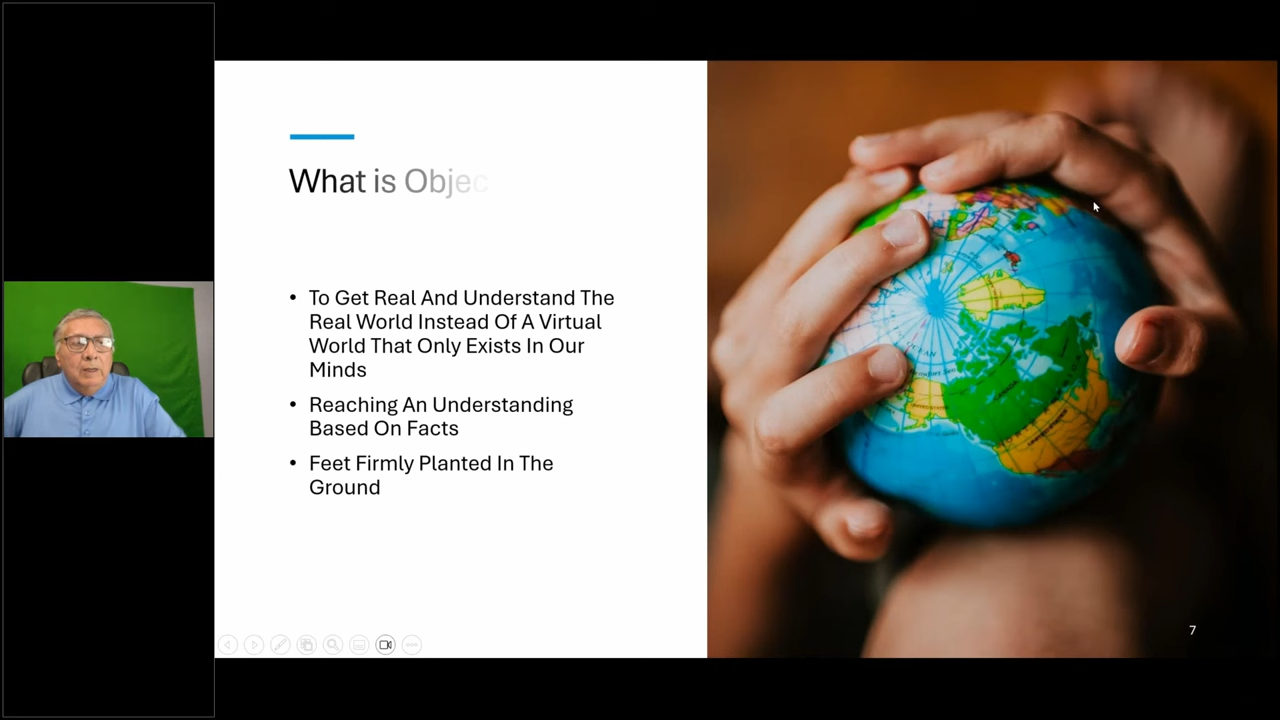 What is Objec
• To Get Real And Understand The
Real World Instead Of A Virtual
World That Only Exists In Our
Minds
• Reaching An Understanding
Based On Facts
• Feet Firmly Planted In The
Ground
7